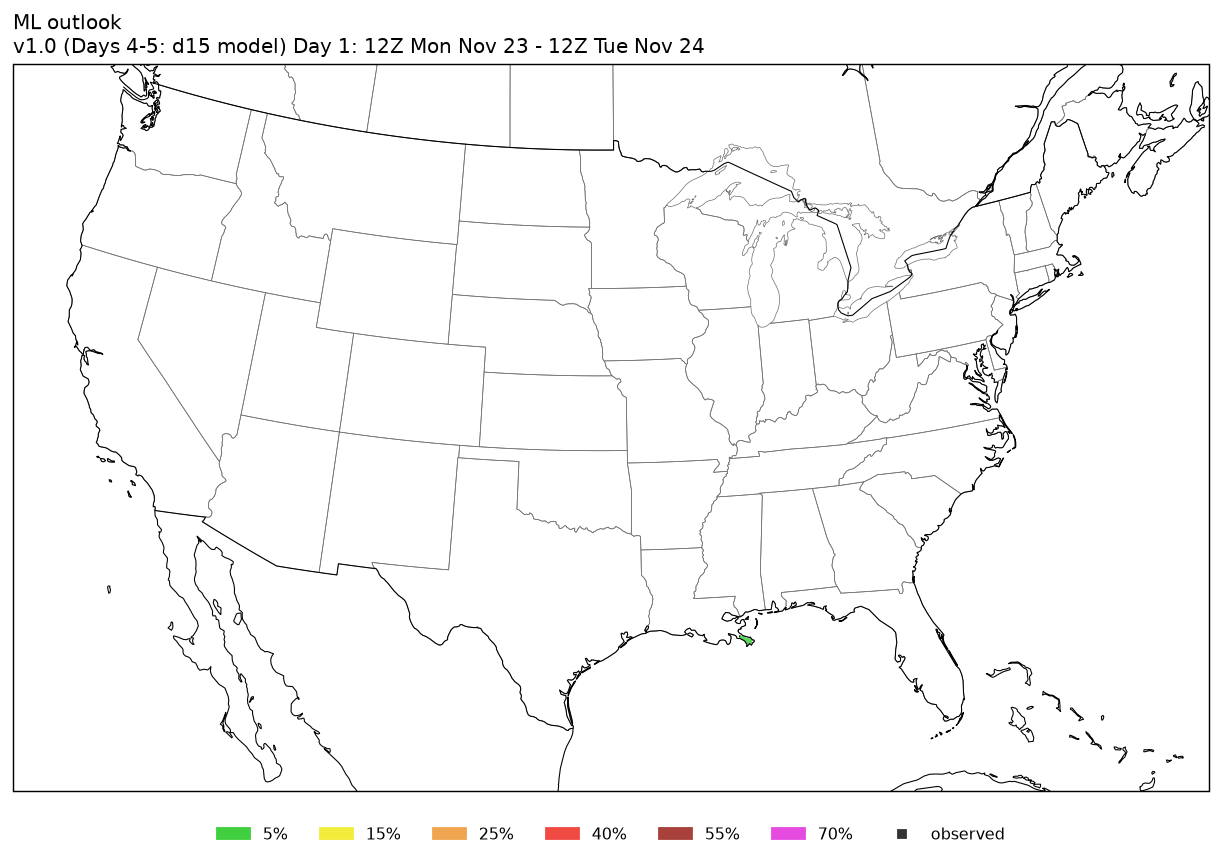 ML outlook
v1.0 (Days 4-5: d15 model) Day 1: 12Z Mon Nov 23 - 12Z Tue Nov 24
5% 15% 25% 40% 55% 70% observed